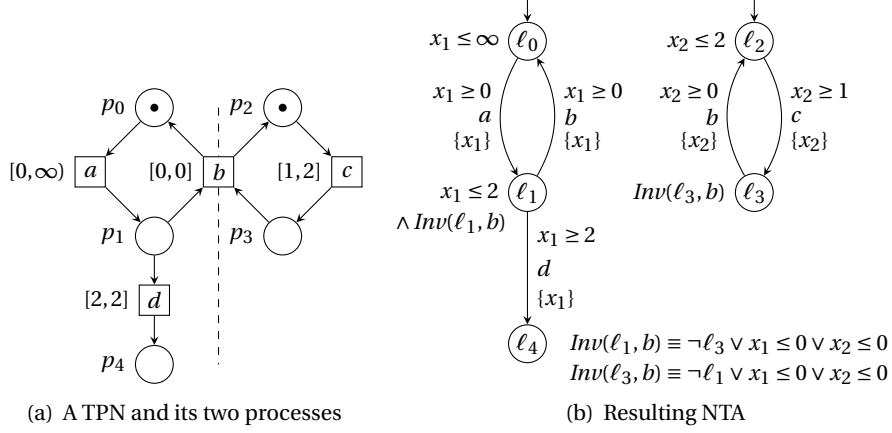 p0
p2
[0,∞)
a
[0,0]
b
[1,2]
c
p1
p3
[2,2]
d
p4
(a) A TPN and its two processes
x1 ≤ ∞
ℓ0
x1 ≥ 0
a
{x1}
x1 ≥ 0
b
{x1}
x1 ≤ 2
∧ Inv(ℓ1, b)
ℓ1
x1 ≥ 2
d
{x1}
ℓ4
x2 ≤ 2
ℓ2
x2 ≥ 0
b
{x2}
x2 ≥ 1
c
{x2}
Inv(ℓ3, b)
ℓ3
Inv(ℓ1, b) ≡ ¬ℓ3 ∨ x1 ≤ 0 ∨ x2 ≤ 0
Inv(ℓ3, b) ≡ ¬ℓ1 ∨ x1 ≤ 0 ∨ x2 ≤ 0
(b) Resulting NTA